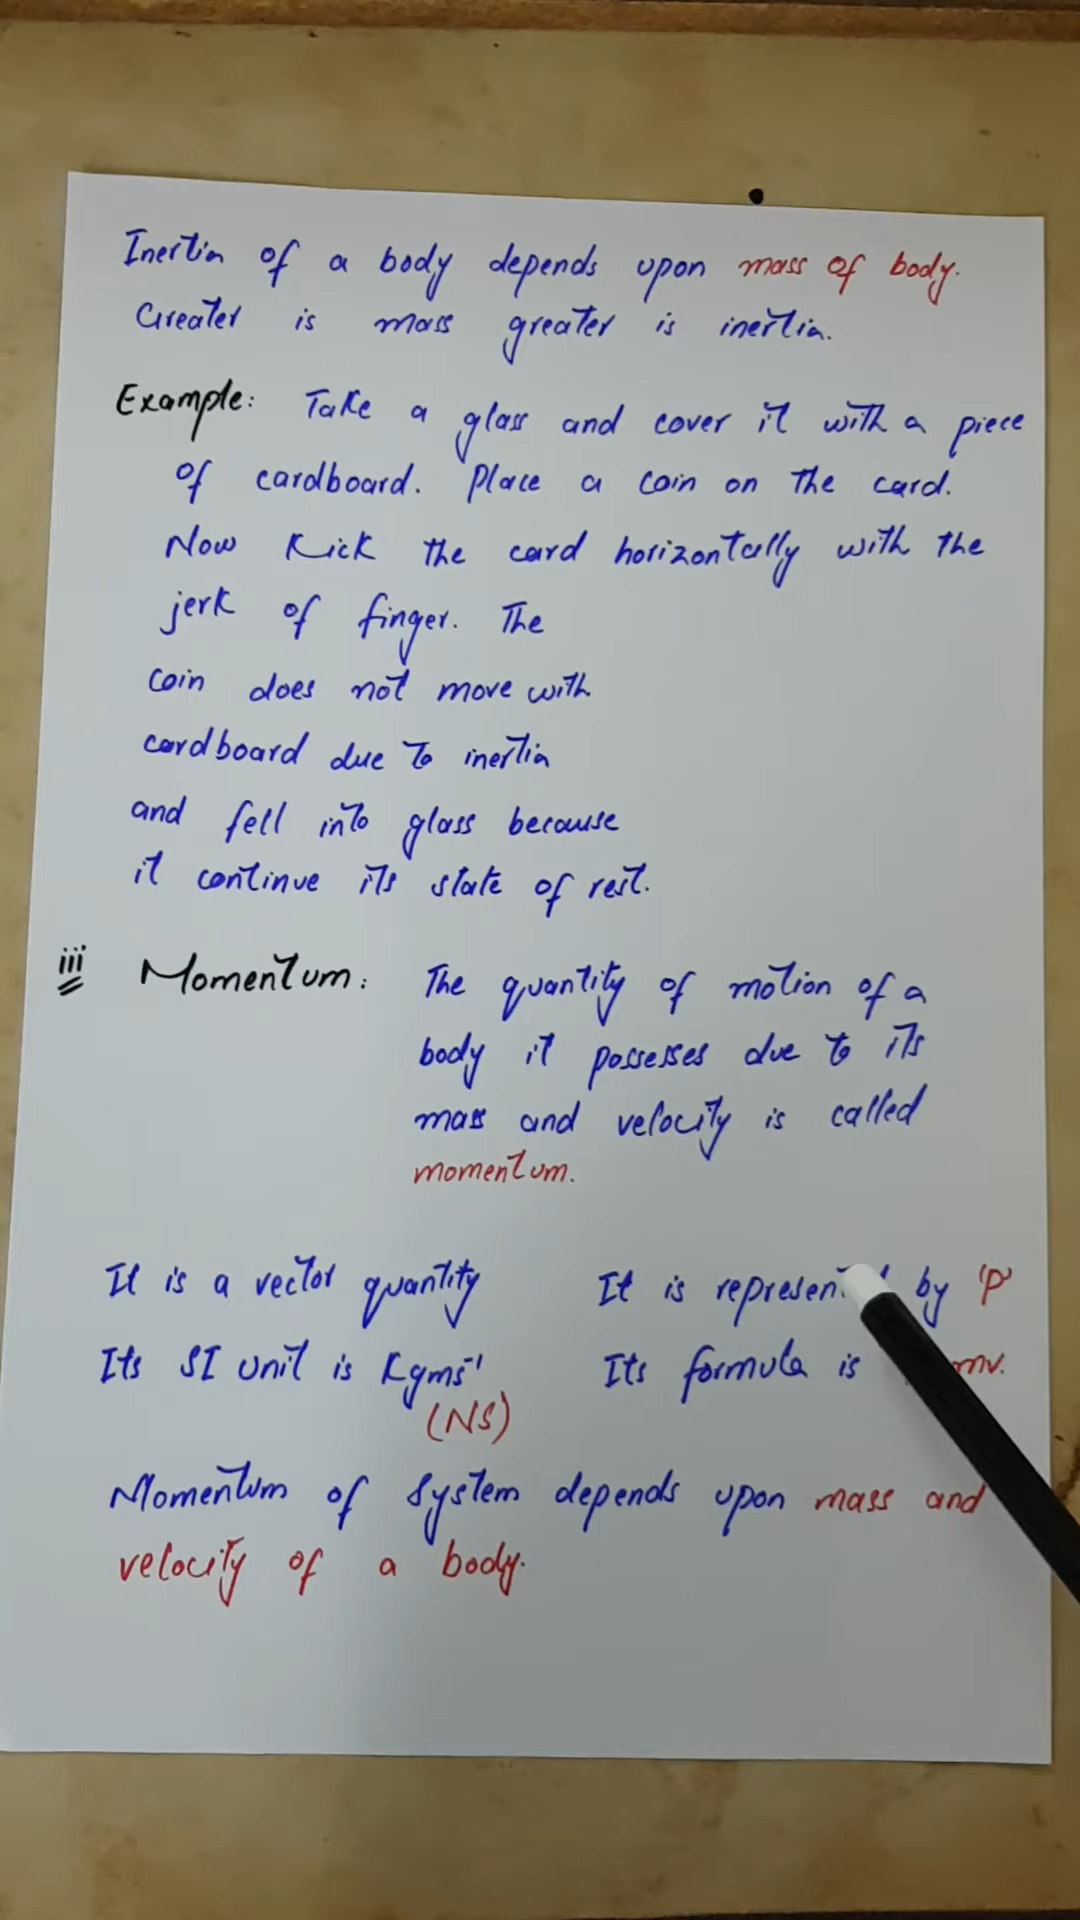 Inertia of a body depends upon mass of body.
Greater is mass greater is inertia.
Example: Take a glass and cover it with a piece
of cardboard. Place a coin on the card.
Now Kick the card horizontally with the
jerk of finger. The
coin does not move with
cardboard due to inertia
and fell into glass because
it continue its state of rest.
iii Momentum: The quantity of motion of a
body it possesses due to its
mass and velocity is called
momentum.
It is a vector quantity
It is by 'P'
Its SI unit is Kgms⁻¹
(NS)
Its formula is mv.
Momentum of system depends upon mass and
velocity of a body.